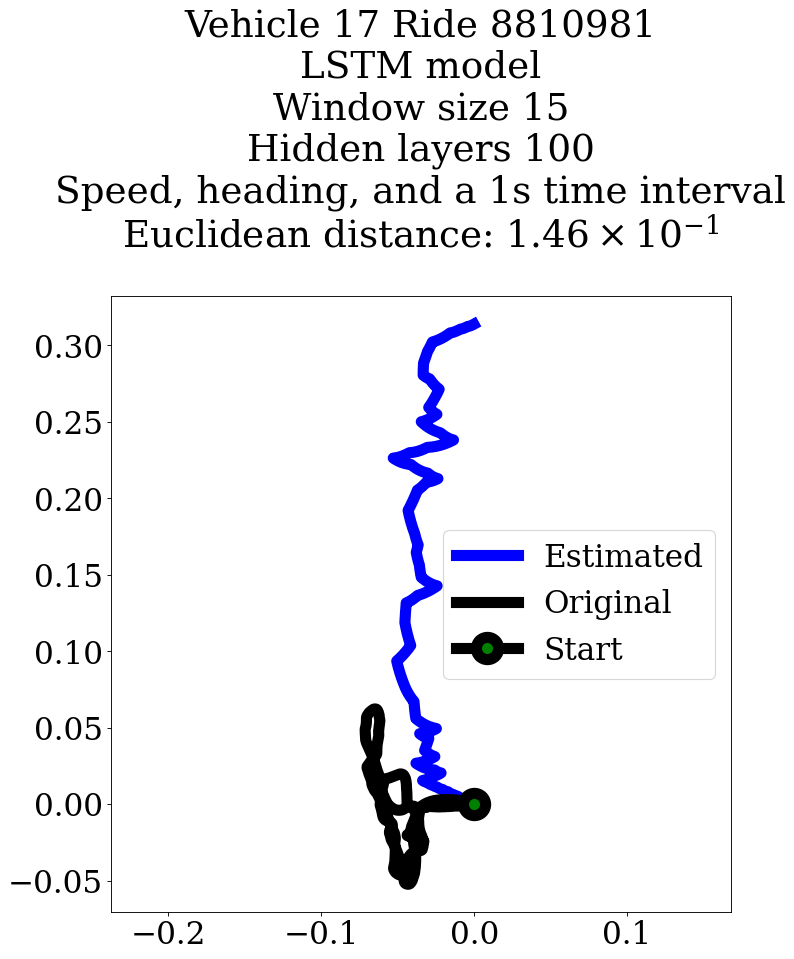 Vehicle 17 Ride 8810981
LSTM model
Window size 15
Hidden layers 100
Speed, heading, and a 1s time interval
Euclidean distance: 1.46 × 10⁻¹
0.30
0.25
0.20
0.15
0.10
0.05
0.00
−0.05
Estimated
Original
Start
−0.2 −0.1 0.0 0.1